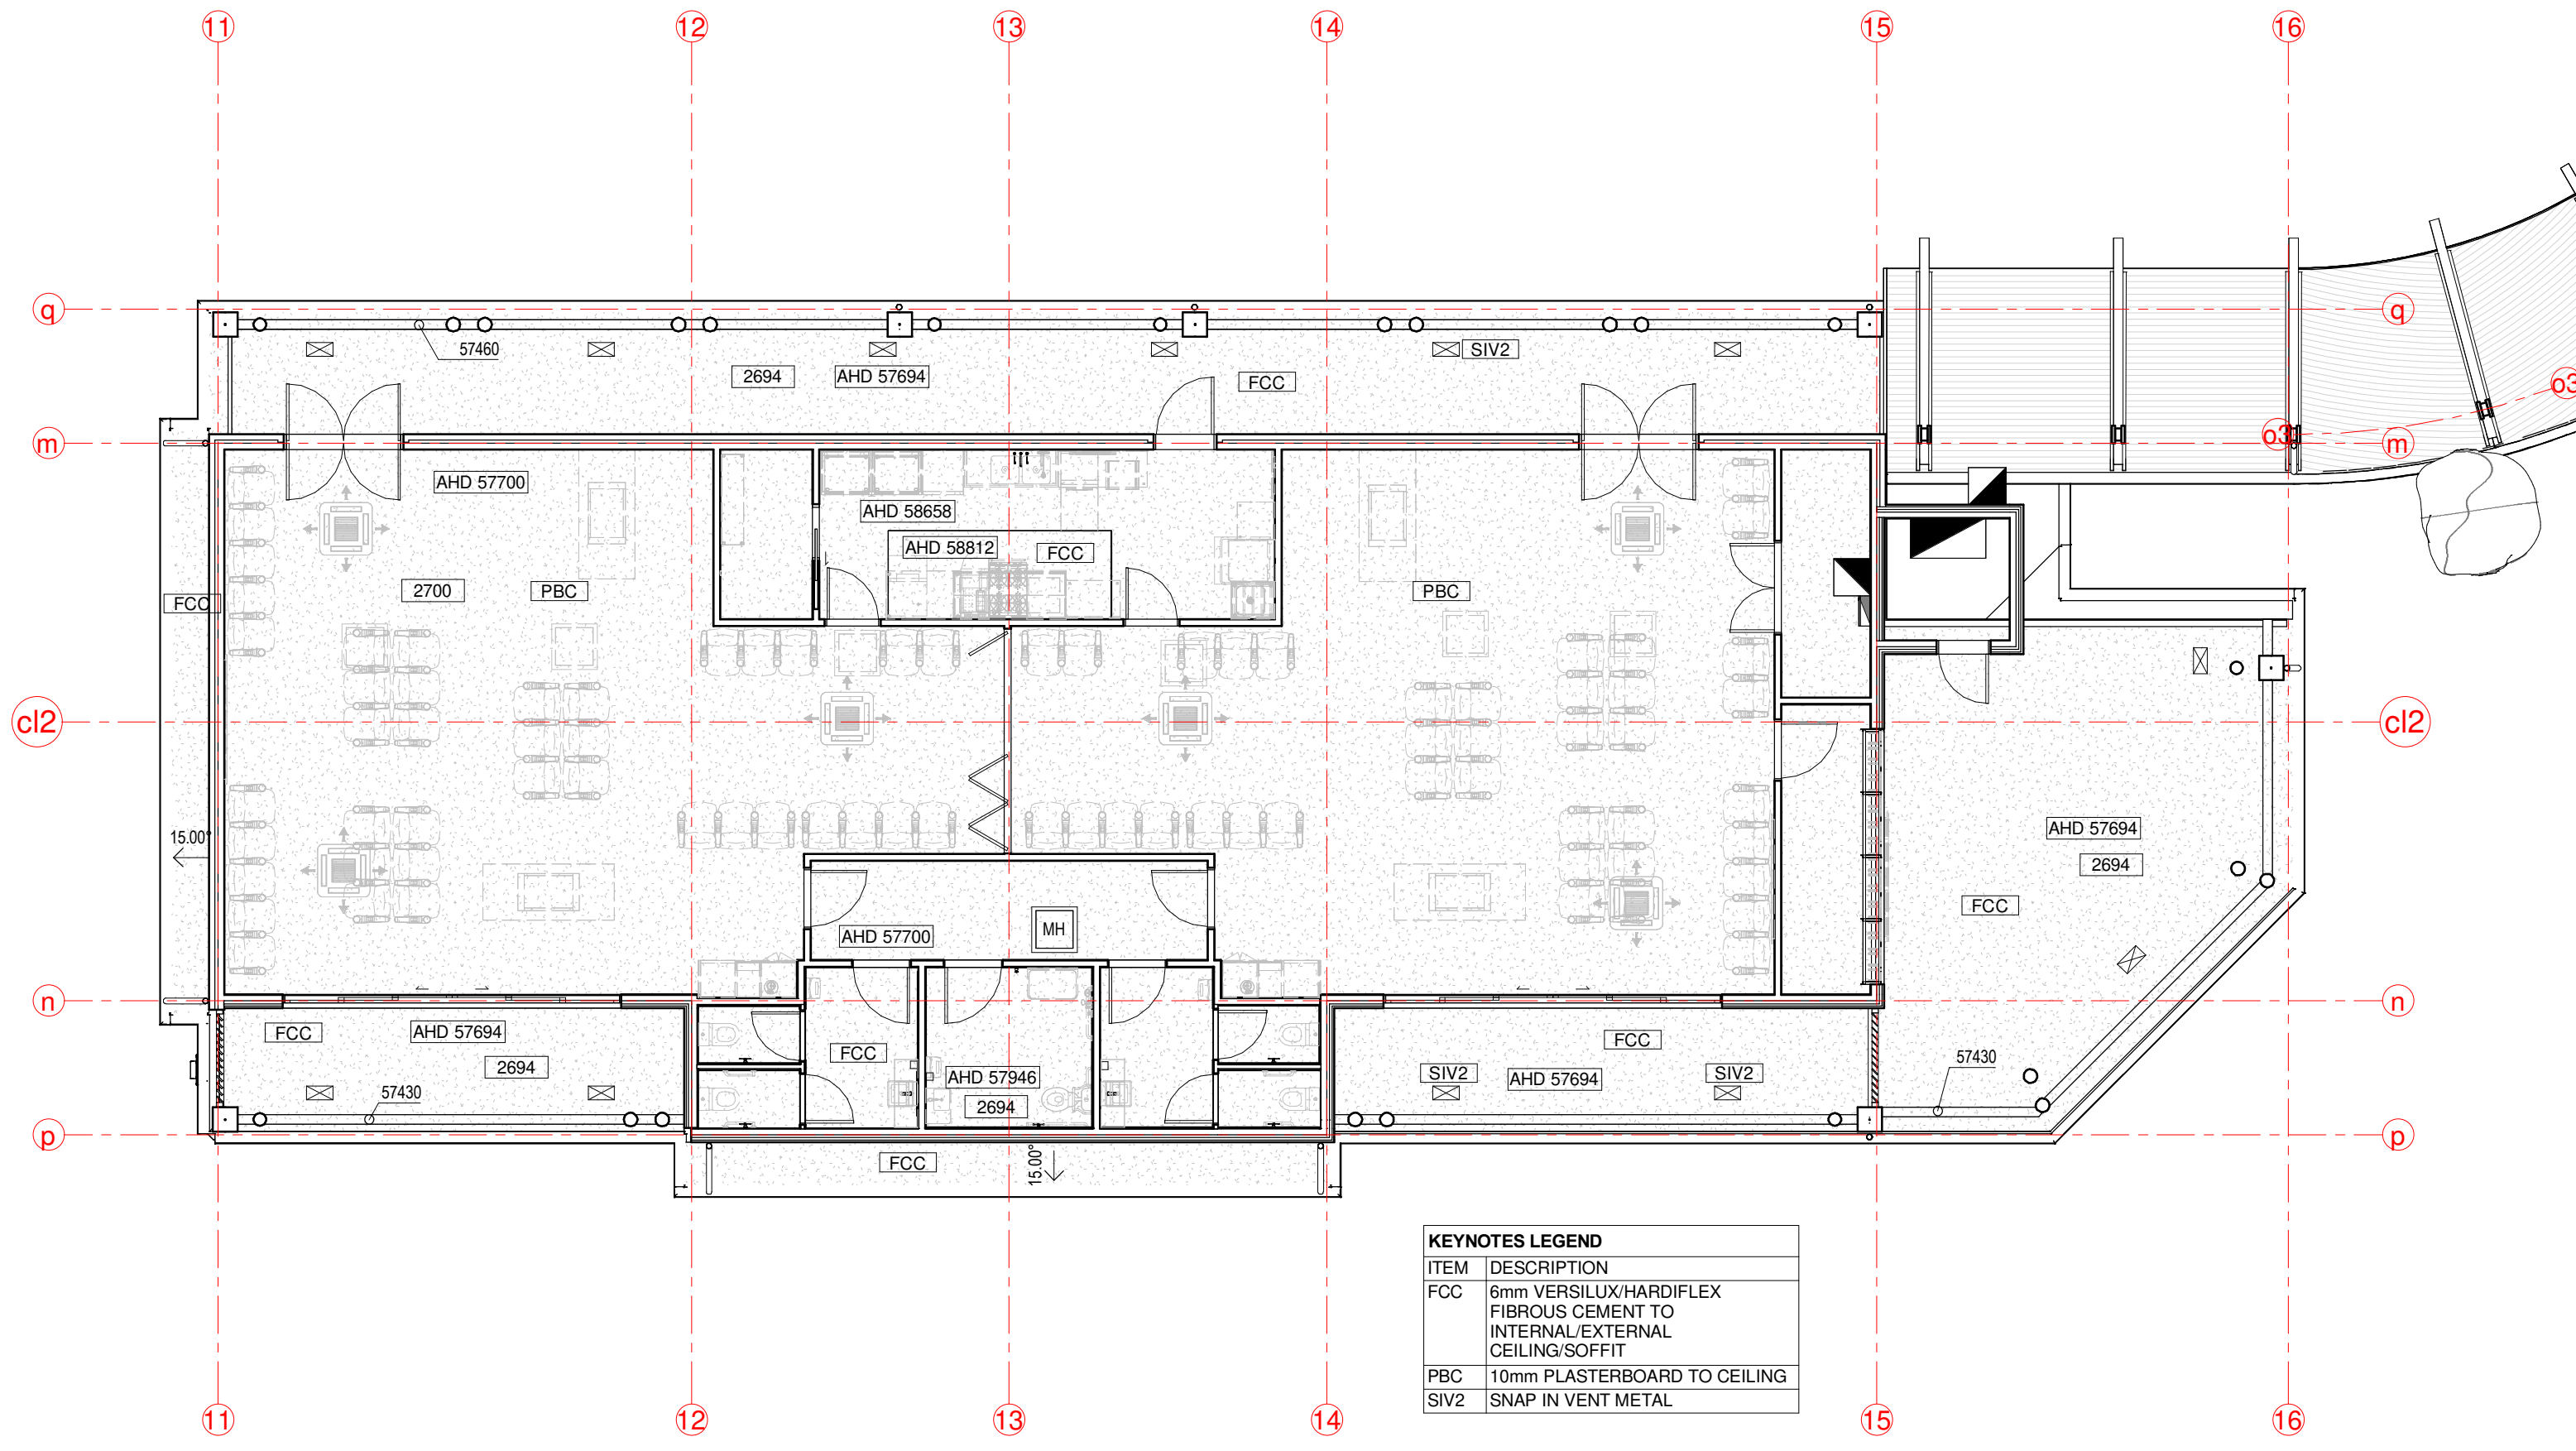 11 12 13 14 15 16
q q
57460
SIV2
2694 AHD 57694
FCC
o3
m o3 m
AHD 57700
AHD 58658
AHD 58812 FCC
2700 PBC PBC
FCC
cl2 cl2
15.00°
AHD 57694
2694
FCC
AHD 57700 MH
n n
FCC AHD 57694
FCC
FCC
2694
57430
SIV2 AHD 57694 SIV2
AHD 57946
2694
57430
p p
FCC 15.00°
KEYNOTES LEGEND
ITEM DESCRIPTION
FCC 6mm VERSILUX/HARDIFLEX
FIBROUS CEMENT TO
INTERNAL/EXTERNAL
CEILING/SOFFIT
PBC 10mm PLASTERBOARD TO CEILING
SIV2 SNAP IN VENT METAL
11 12 13 14 15 16